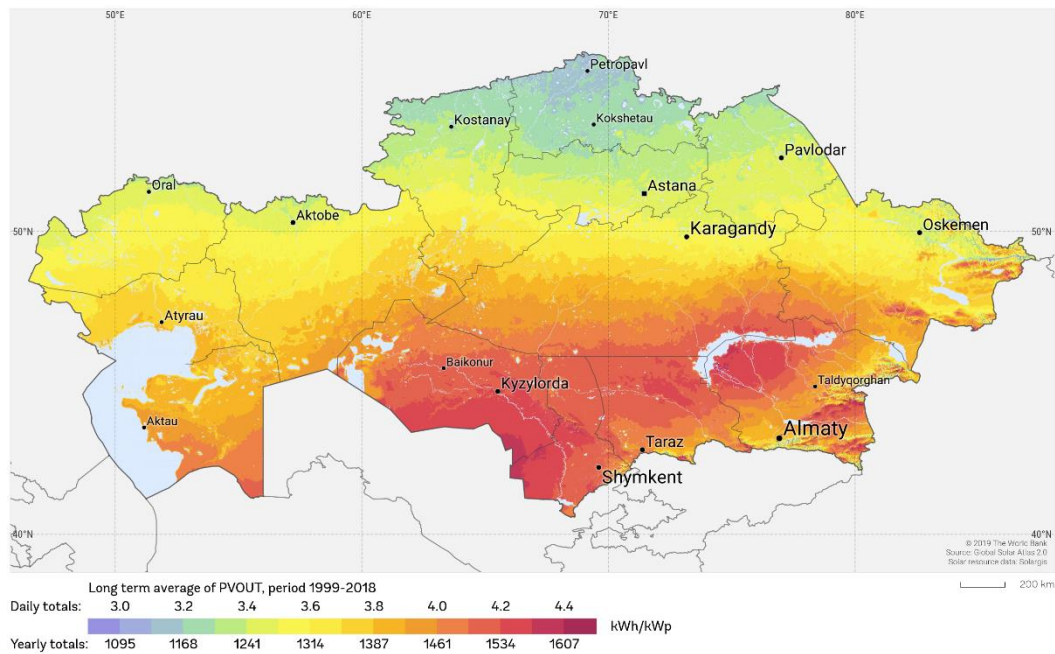 50°E 60°E 70°E 80°E
Petropavl
Kostanay
Kokshetau
Pavlodar
Oral
Astana
Aktobe
50°N Karagandy Oskemen 50°N
Atyrau
Baikonur
Kyzylorda
Taldyqorghan
Aktau
Almaty
Taraz
Shymkent
40°N 40°N
© 2019 The World Bank
Source: Global Solar Atlas 2.0
Solar resource data: Solargis
200 km
Long term average of PVOUT, period 1999-2018
Daily totals: 3.0 3.2 3.4 3.6 3.8 4.0 4.2 4.4
kWh/kWp
Yearly totals: 1095 1168 1241 1314 1387 1461 1534 1607